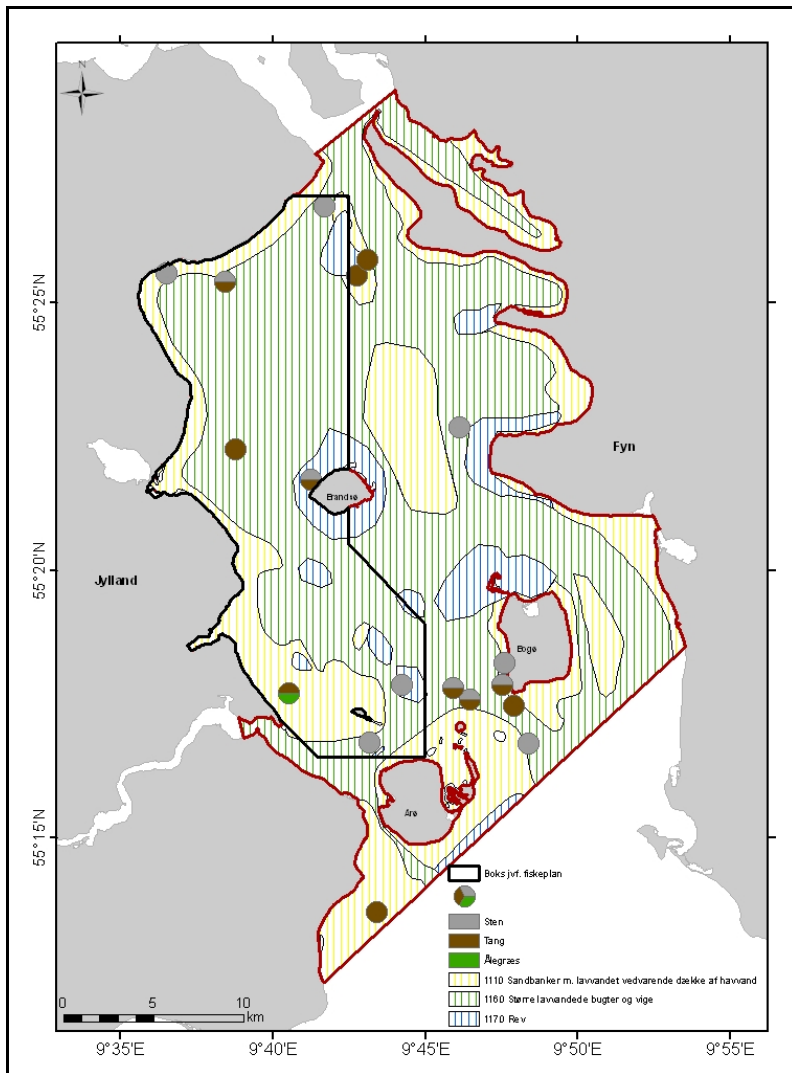 N
55°25'N
Fyn
Brandsø
55°20'N
Jylland
Bogø
Årø
55°15'N
Boks jvf. fiskeplan
Sten
Tang
Ålegræs
1110 Sandbanker m. lavvandet vedvarende dække af havvand
1160 Større lavvandede bugter og vige
1170 Rev
0 5 10
km
9°35'E 9°40'E 9°45'E 9°50'E 9°55'E